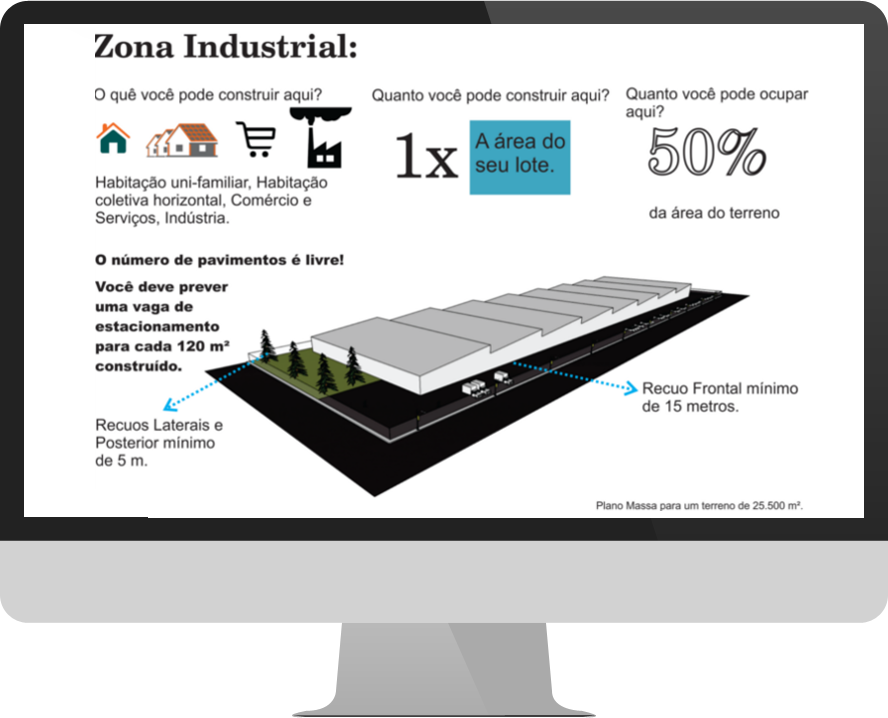 Zona Industrial:
O quê você pode construir aqui?
Habitação uni-familiar, Habitação
coletiva horizontal, Comércio e
Serviços, Indústria.
Quanto você pode construir aqui?
1x
A área do
seu lote.
Quanto você pode ocupar
aqui?
50%
da área do terreno
O número de pavimentos é livre!
Você deve prever
uma vaga de
estacionamento
para cada 120 m²
construído.
Recuos Laterais e
Posterior mínimo
de 5 m.
Recuo Frontal mínimo
de 15 metros.
Plano Massa para um terreno de 25.500 m².